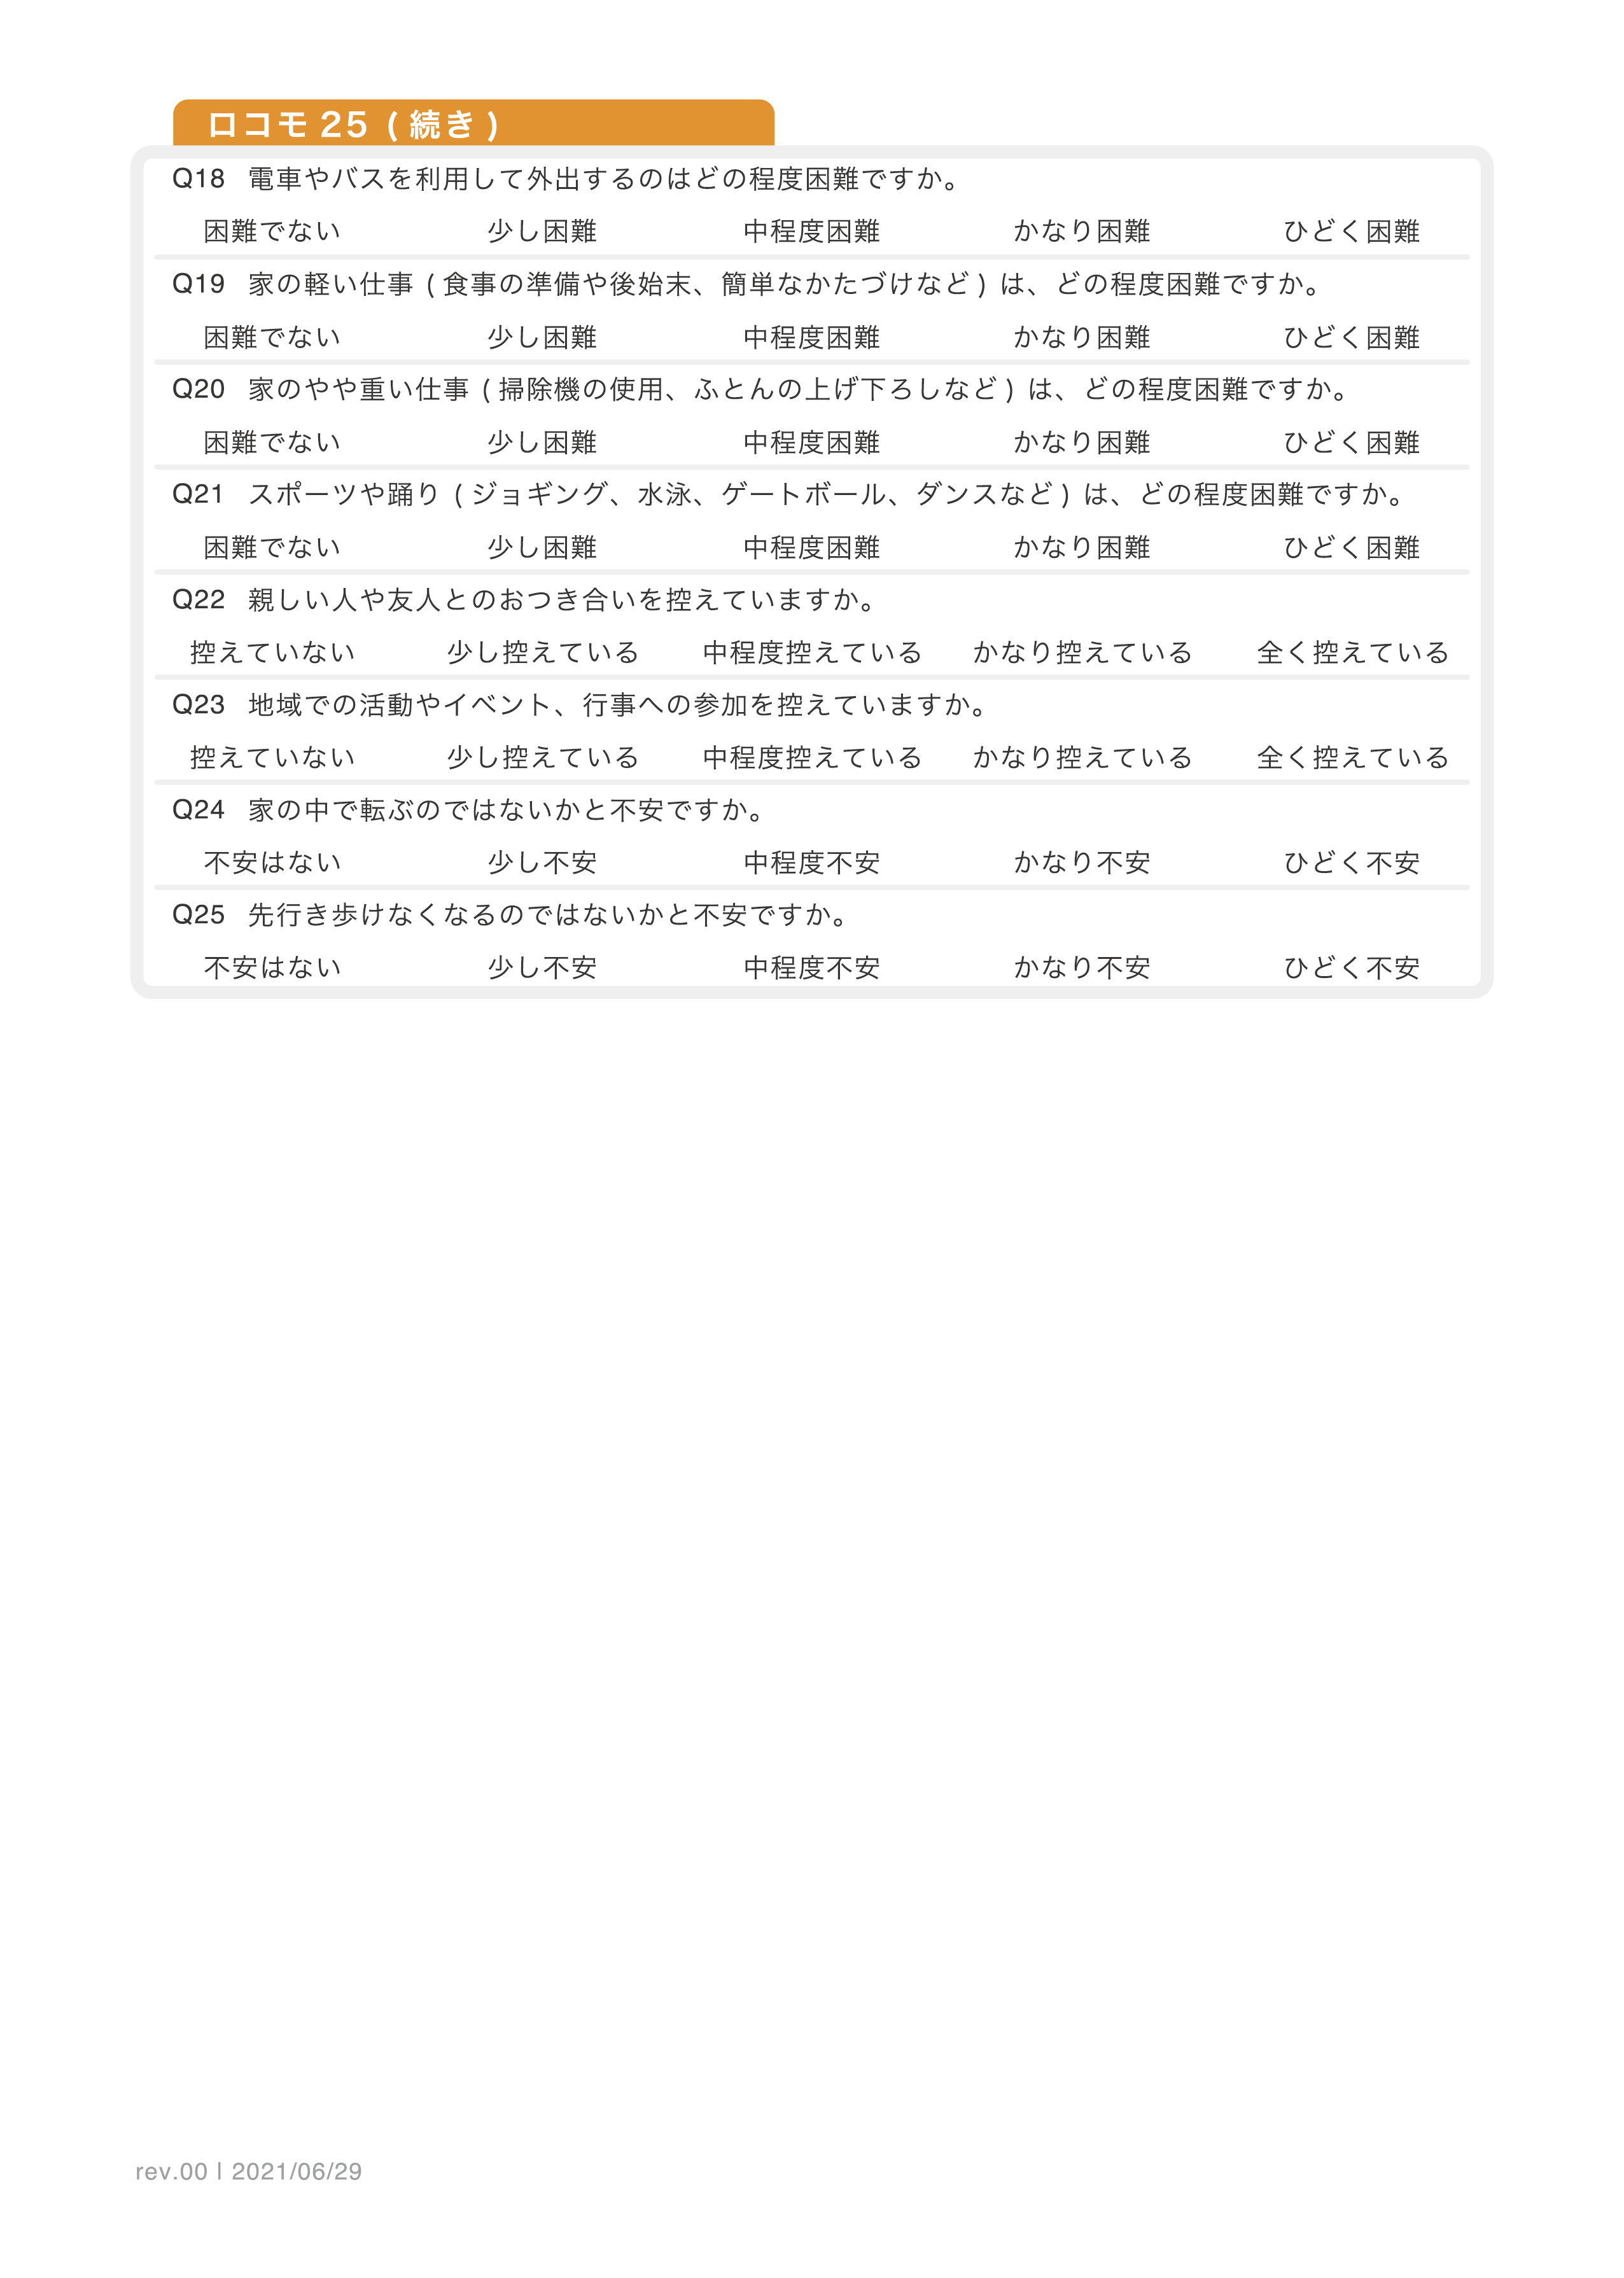 ロコモ 25 ( 続き )
Q18 電車やバスを利用して外出するのはどの程度困難ですか。
困難でない 少し困難 中程度困難 かなり困難 ひどく困難
Q19 家の軽い仕事 ( 食事の準備や後始末、簡単なかたづけなど ) は、どの程度困難ですか。
困難でない 少し困難 中程度困難 かなり困難 ひどく困難
Q20 家のやや重い仕事 ( 掃除機の使用、ふとんの上げ下ろしなど ) は、どの程度困難ですか。
困難でない 少し困難 中程度困難 かなり困難 ひどく困難
Q21 スポーツや踊り ( ジョギング、水泳、ゲートボール、ダンスなど ) は、どの程度困難ですか。
困難でない 少し困難 中程度困難 かなり困難 ひどく困難
Q22 親しい人や友人とのおつき合いを控えていますか。
控えていない 少し控えている 中程度控えている かなり控えている 全く控えている
Q23 地域での活動やイベント、行事への参加を控えていますか。
控えていない 少し控えている 中程度控えている かなり控えている 全く控えている
Q24 家の中で転ぶのではないかと不安ですか。
不安はない 少し不安 中程度不安 かなり不安 ひどく不安
Q25 先行き歩けなくなるのではないかと不安ですか。
不安はない 少し不安 中程度不安 かなり不安 ひどく不安
rev.00 | 2021/06/29